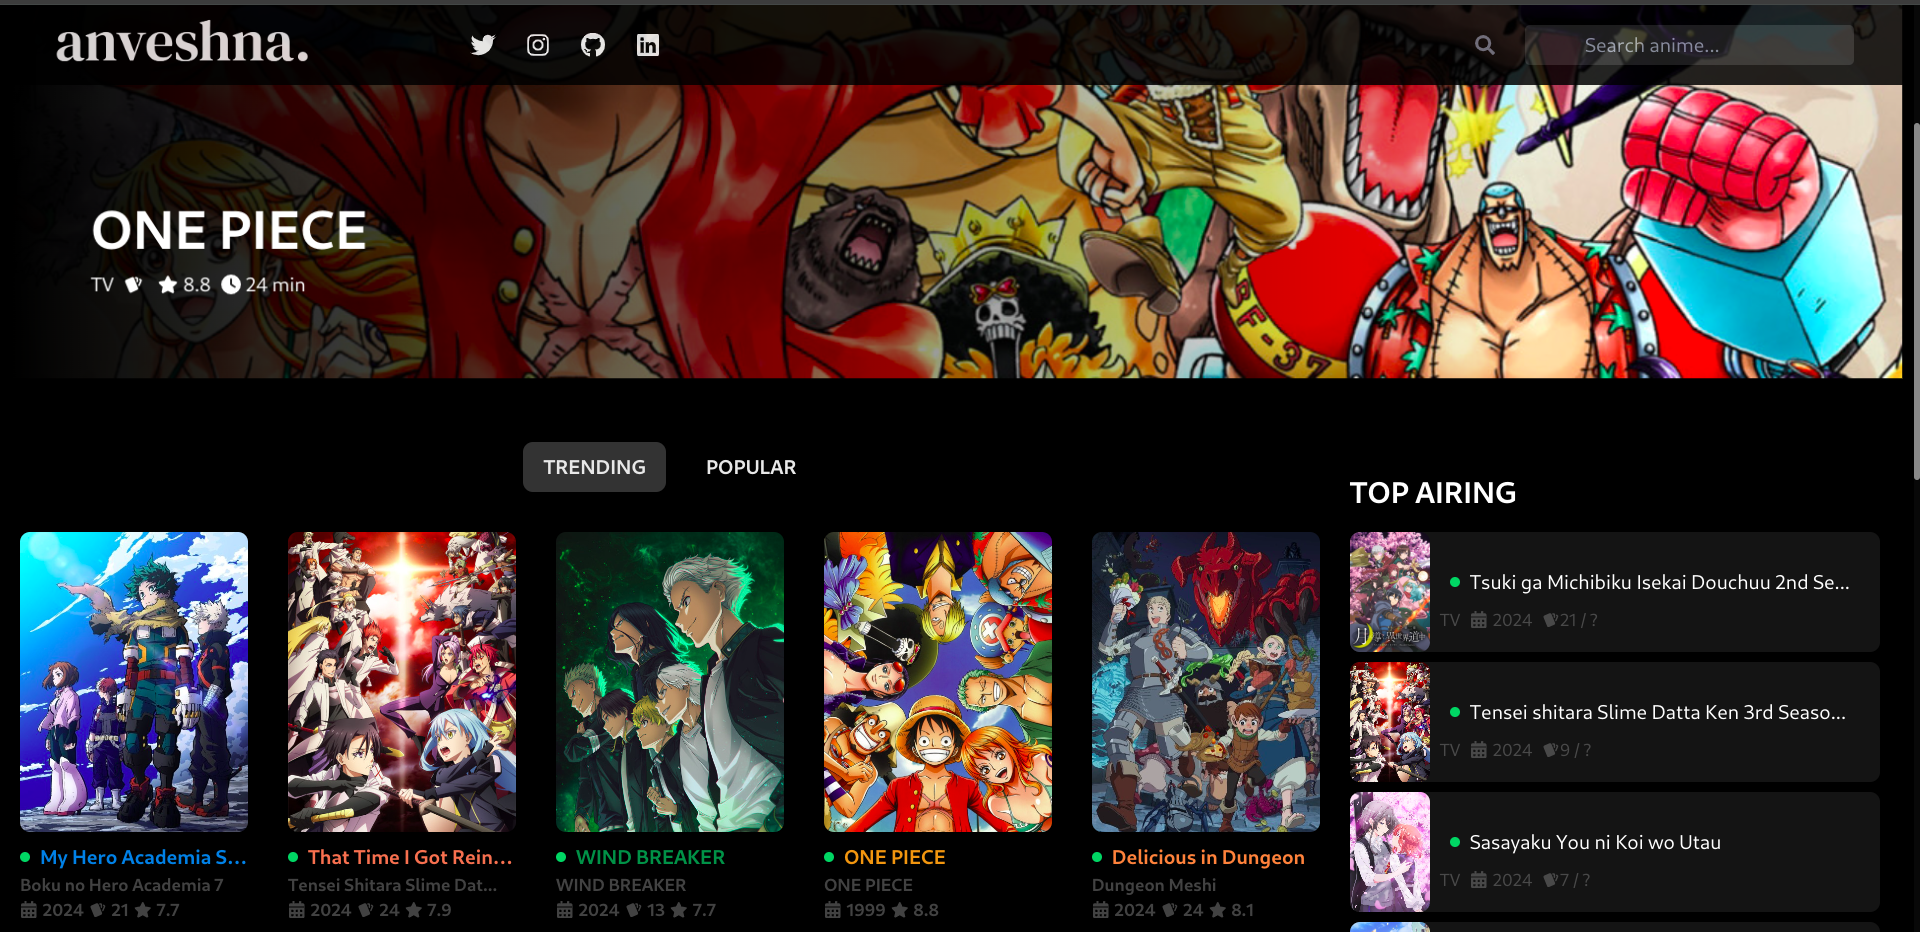 anveshna.
Search anime...
ONE PIECE
TV 8.8 24 min
BF-37
TRENDING
POPULAR
TOP AIRING
My Hero Academia S...
Boku no Hero Academia 7
2024 21 7.7
That Time I Got Rein...
Tensei Shitara Slime Dat...
2024 24 7.9
WIND BREAKER
WIND BREAKER
2024 13 7.7
ONE PIECE
ONE PIECE
1999 8.8
Delicious in Dungeon
Dungeon Meshi
2024 24 8.1
Tsuki ga Michibiku Isekai Douchuu 2nd Se...
TV 2024 21 / ?
Tensei shitara Slime Datta Ken 3rd Seaso...
TV 2024 9 / ?
Sasayaku You ni Koi wo Utau
TV 2024 7 / ?